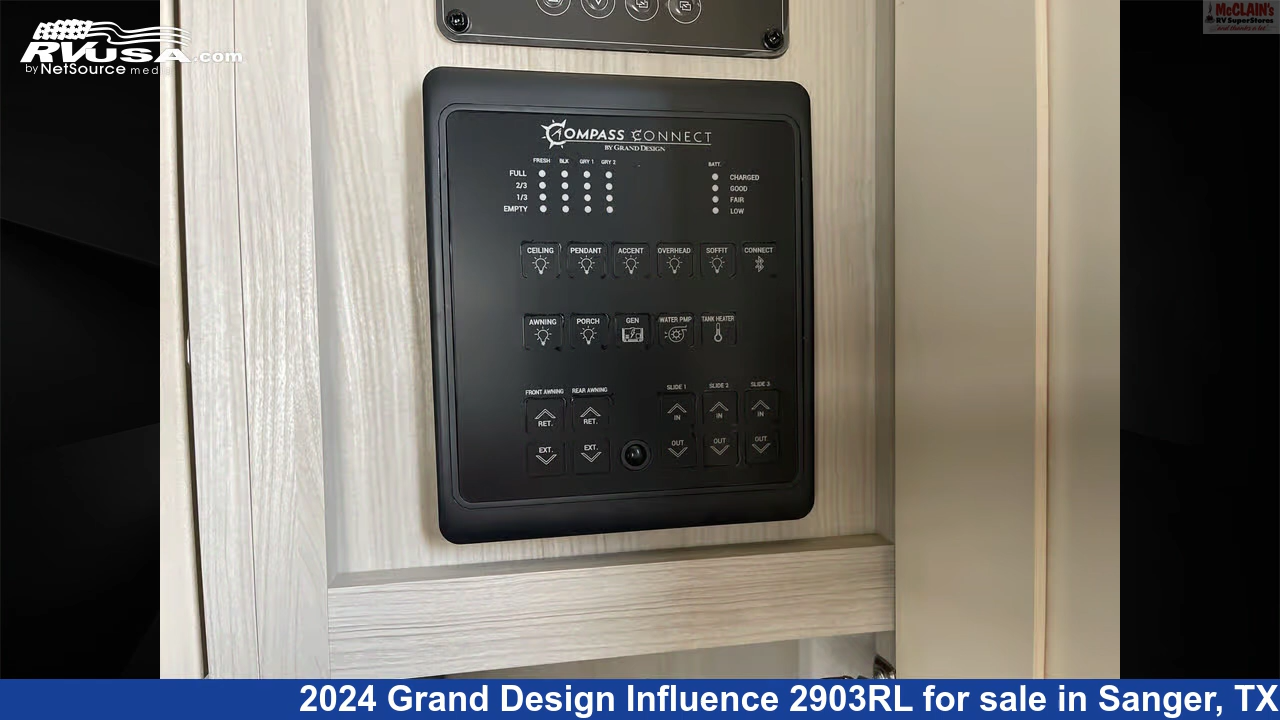 McCLAIN's
RV SuperStores
RVUSA.com
by NetSource media
COMPASS CONNECT
BY GRAND DESIGN
FRESH BLK GRY 1 GRY 2 BATT.
FULL CHARGED
2/3 GOOD
1/3 FAIR
EMPTY LOW
CEILING PENDANT ACCENT OVERHEAD SOFFIT CONNECT
AWNING PORCH GEN WATER PMP TANK HEATER
FRONT AWNING REAR AWNING SLIDE 1 SLIDE 2 SLIDE 3
RET. RET. IN IN IN
EXT. EXT. OUT OUT OUT
2024 Grand Design Influence 2903RL for sale in Sanger, TX